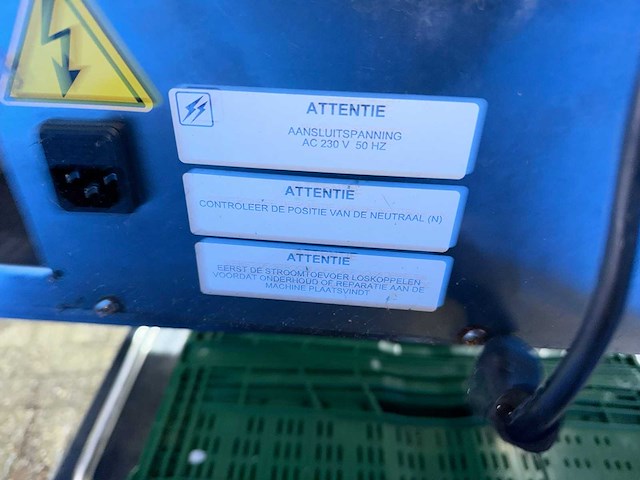 ATTENTIE
AANSLUITSPANNING
AC 230 V 50 HZ
ATTENTIE
CONTROLEER DE POSITIE VAN DE NEUTRAAL (N)
ATTENTIE
EERST DE STROOMTOEVOER LOSKOPPELEN
VOORDAT ONDERHOUD OF REPARATIE AAN DE
MACHINE PLAATSVINDT